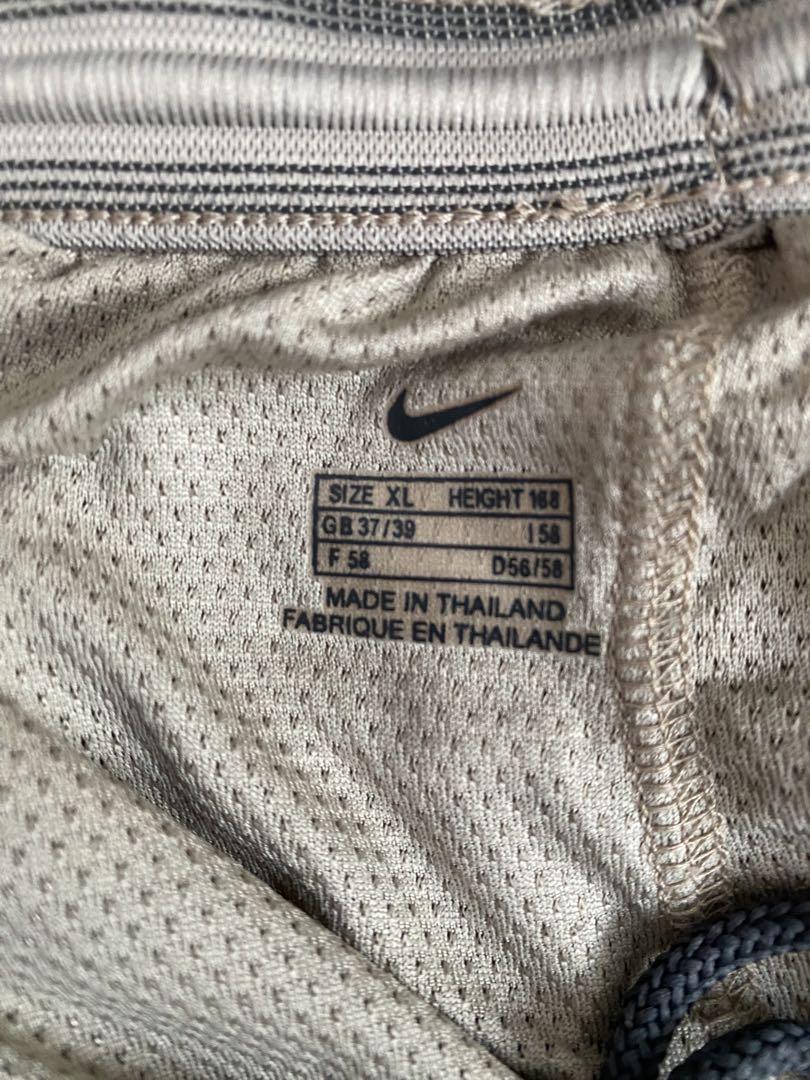 SIZE XL HEIGHT 188
GB 37/39 I 58
F 58 D56/58
MADE IN THAILAND
FABRIQUE EN THAILANDE